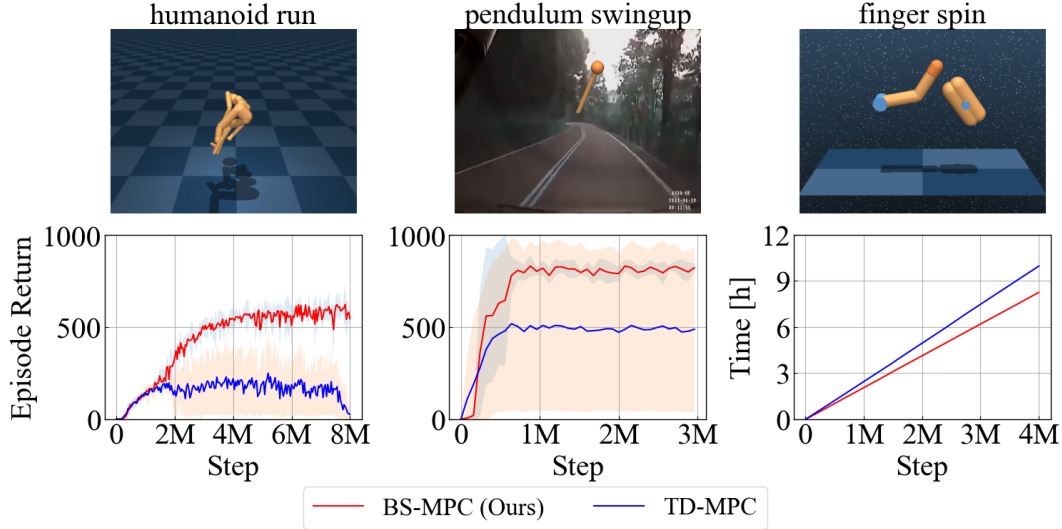 humanoid run
pendulum swingup
finger spin
Episode Return
1000
500
0
0
2M
4M
6M
8M
Step
1000
500
0
0
1M
2M
3M
Step
Time [h]
12
9
6
3
0
0
1M
2M
3M
4M
Step
BS-MPC (Ours)
TD-MPC